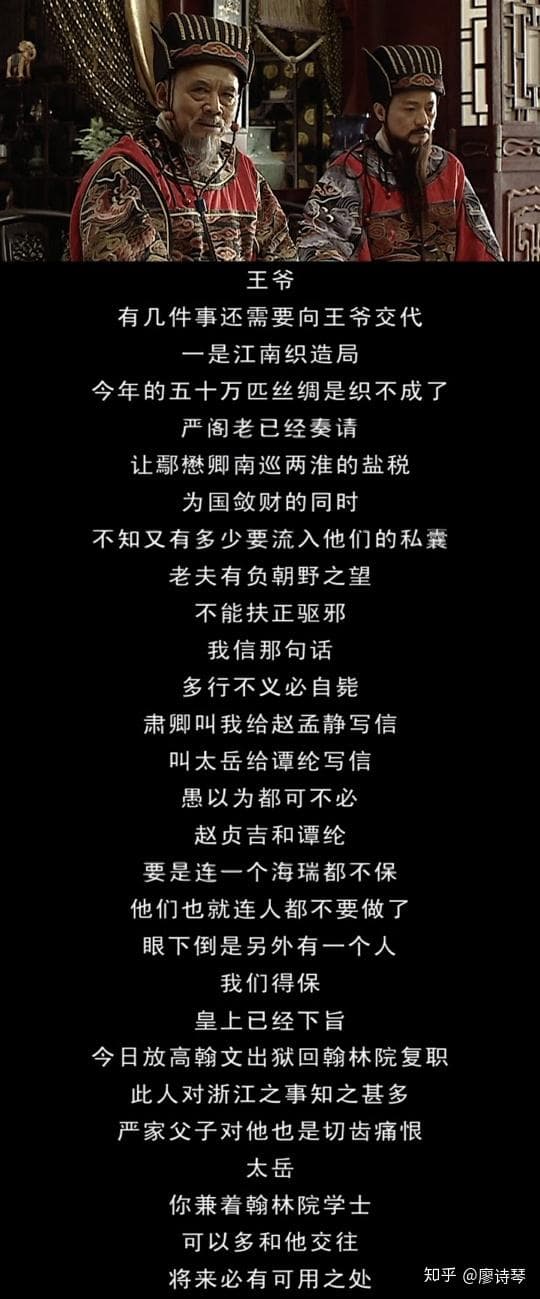 王爷
有几件事还需要向王爷交代
一是江南织造局
今年的五十万匹丝绸是织不成了
严阁老已经奏请
让鄢懋卿南巡两淮的盐税
为国敛财的同时
不知又有多少要流入他们的私囊
老夫有负朝野之望
不能扶正驱邪
我信那句话
多行不义必自毙
肃卿叫我给赵孟静写信
叫太岳给谭纶写信
愚以为都可不必
赵贞吉和谭纶
要是连一个海瑞都不保
他们也就连人都不要做了
眼下倒是另外有一个人
我们得保
皇上已经下旨
今日放高翰文出狱回翰林院复职
此人对浙江之事知之甚多
严家父子对他也是切齿痛恨
太岳
你兼着翰林院学士
可以多和他交往
将来必有可用之处
知乎 @廖诗琴